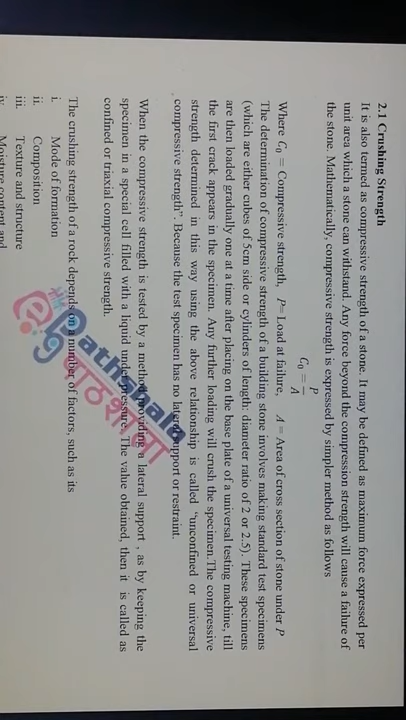 2.1 Crushing Strength
It is also termed as compressive strength of a stone. It may be defined as maximum force expressed per
unit area which a stone can withstand. Any force beyond the compression strength will cause a failure of
the stone. Mathematically, compressive strength is expressed by simpler method as follows
C₀ = P/A
Where C₀ = Compressive strength, P= Load at failure, A = Area of cross section of stone under P
The determination of compressive strength of a building stone involves making standard test specimens
(which are either cubes of 5cm side or cylinders of length: diameter ratio of 2 or 2.5). These specimens
are then loaded gradually one at a time after placing on the base plate of a universal testing machine, till
the first crack appears in the specimen. Any further loading will crush the specimen. The compressive
strength determined in this way using the above relationship is called "unconfined or universal
compressive strength". Because the test specimen has no lateral support or restraint.
When the compressive strength is tested by a method providing a lateral support , as by keeping the
specimen in a special cell filled with a liquid under pressure. The value obtained, then it is called as
confined or triaxial compressive strength.
The crushing strength of a rock depends on a number of factors, such as its
i. Mode of formation
ii. Composition
iii. Texture and structure
iv. Moisture content and
Pathshala
पाठशाला